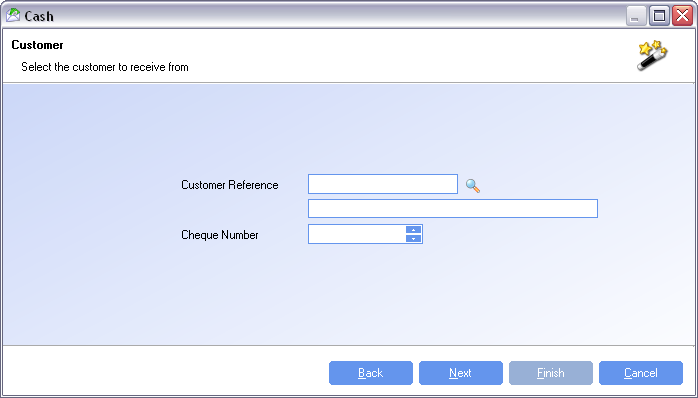 Cash
Customer
Select the customer to receive from
Customer Reference
Cheque Number
Back Next Finish Cancel